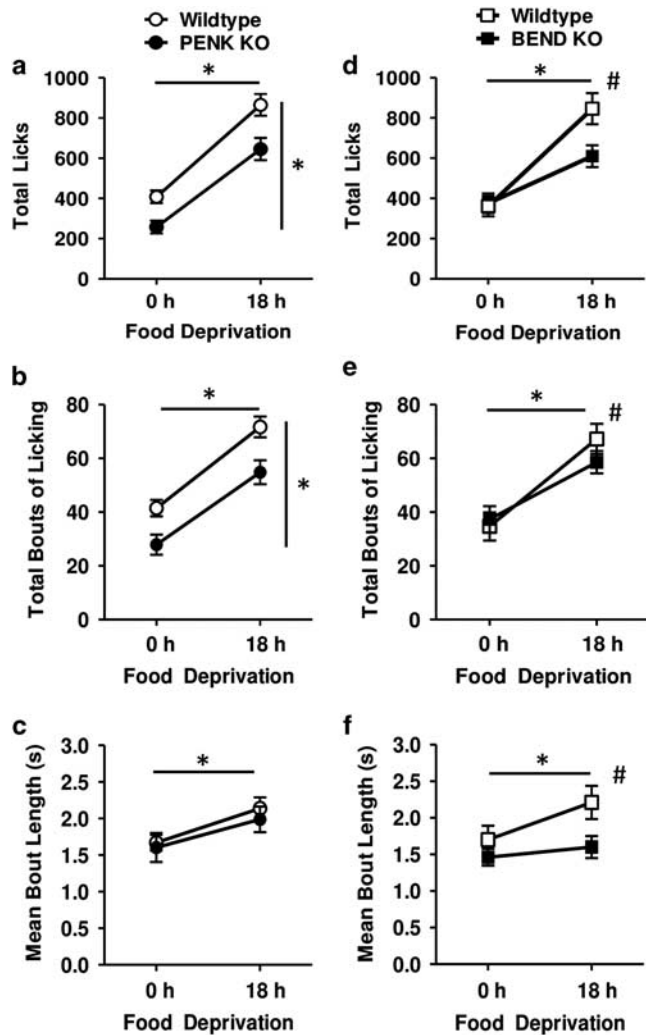 Wildtype
PENK KO
a
*
1000
800
600
400
200
0
*
Total Licks
0 h
18 h
Food Deprivation
b
*
80
60
40
20
0
*
Total Bouts of Licking
0 h
18 h
Food Deprivation
c
*
3.0
2.5
2.0
1.5
1.0
0.5
0.0
Mean Bout Length (s)
0 h
18 h
Food Deprivation
Wildtype
BEND KO
d
*
#
1000
800
600
400
200
0
Total Licks
0 h
18 h
Food Deprivation
e
*
#
80
60
40
20
0
Total Bouts of Licking
0 h
18 h
Food Deprivation
f
*
#
3.0
2.5
2.0
1.5
1.0
0.5
0.0
Mean Bout Length (s)
0 h
18 h
Food Deprivation